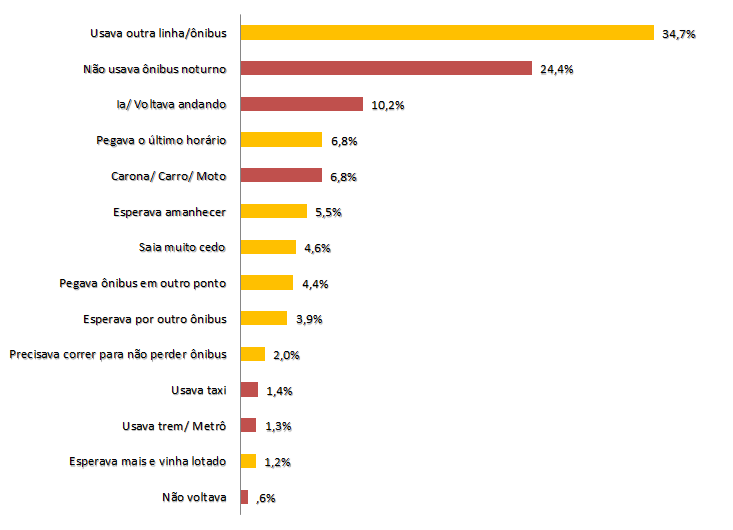 Usava outra linha/ônibus 34,7%
Não usava ônibus noturno 24,4%
Ia/ Voltava andando 10,2%
Pegava o último horário 6,8%
Carona/ Carro/ Moto 6,8%
Esperava amanhecer 5,5%
Saia muito cedo 4,6%
Pegava ônibus em outro ponto 4,4%
Esperava por outro ônibus 3,9%
Precisava correr para não perder ônibus 2,0%
Usava taxi 1,4%
Usava trem/ Metrô 1,3%
Esperava mais e vinha lotado 1,2%
Não voltava ,6%